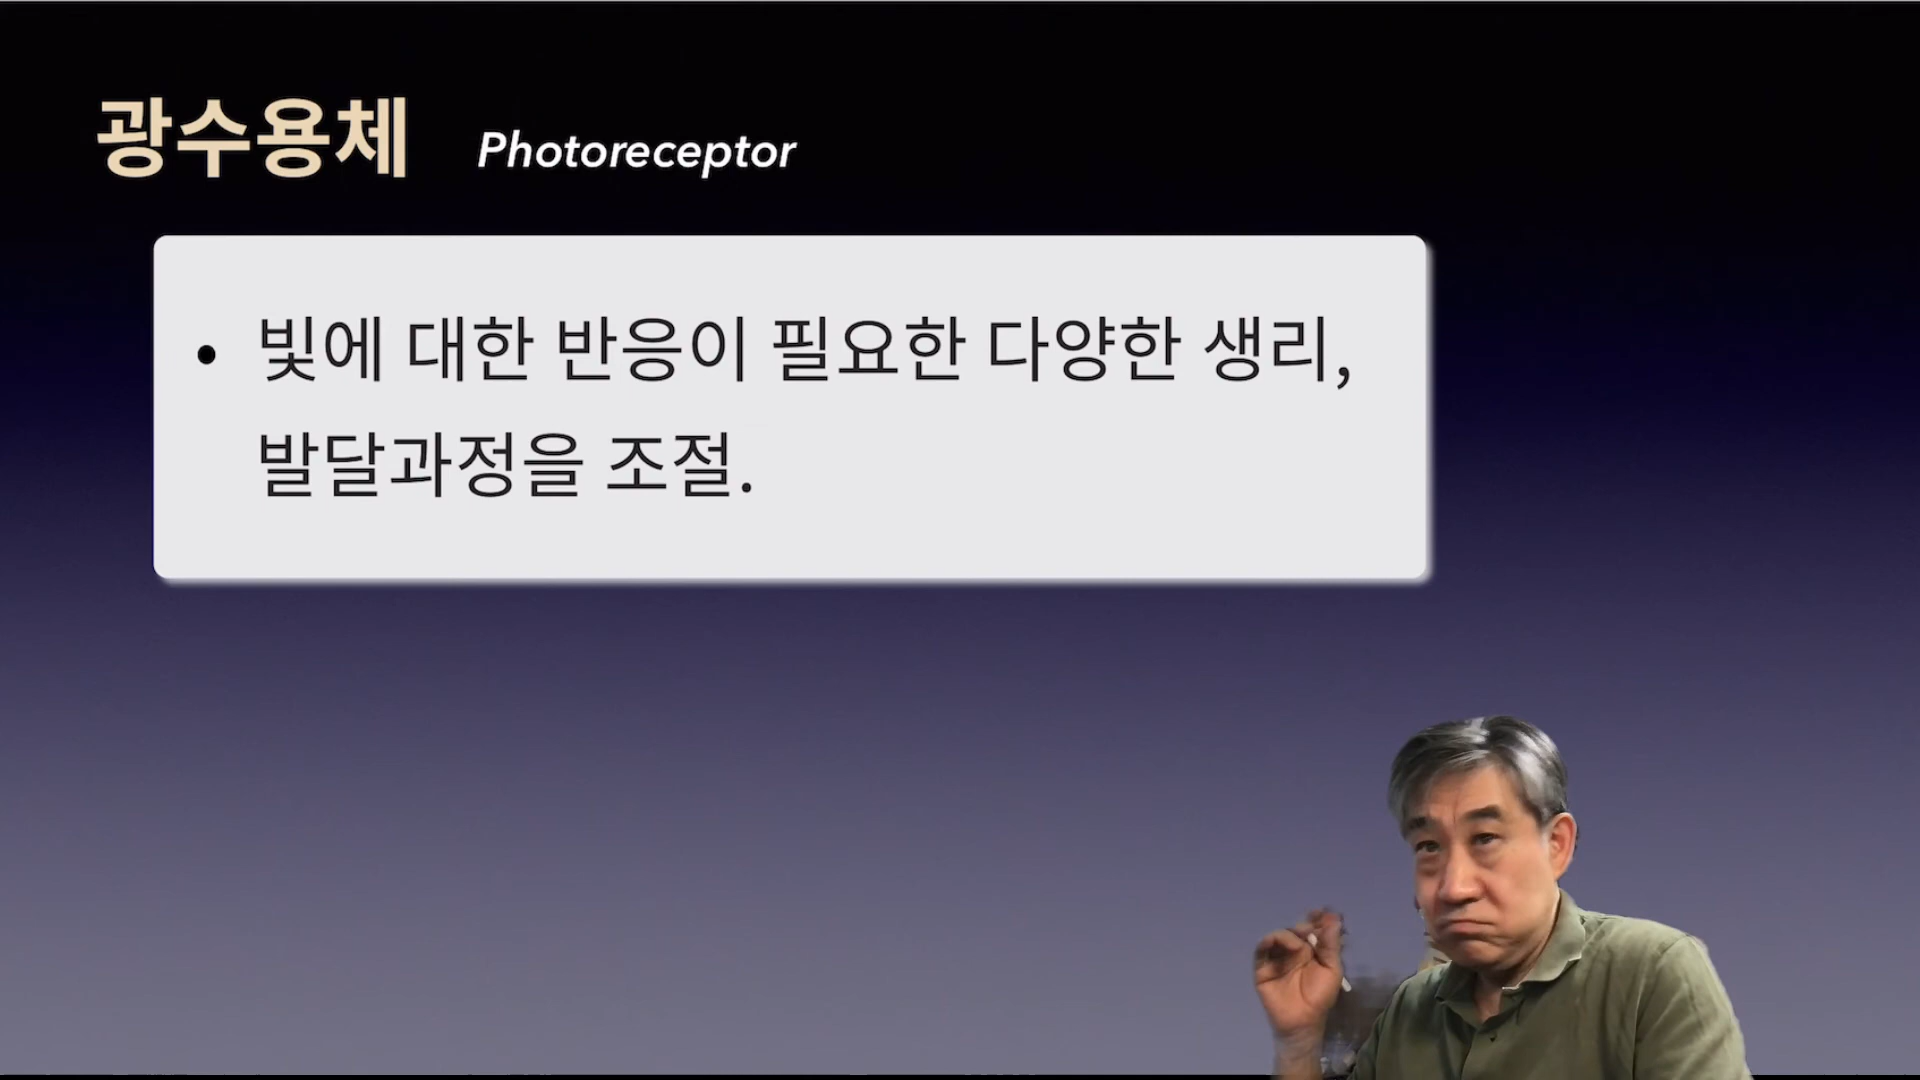 광수용체 Photoreceptor
• 빛에 대한 반응이 필요한 다양한 생리,
발달과정을 조절.